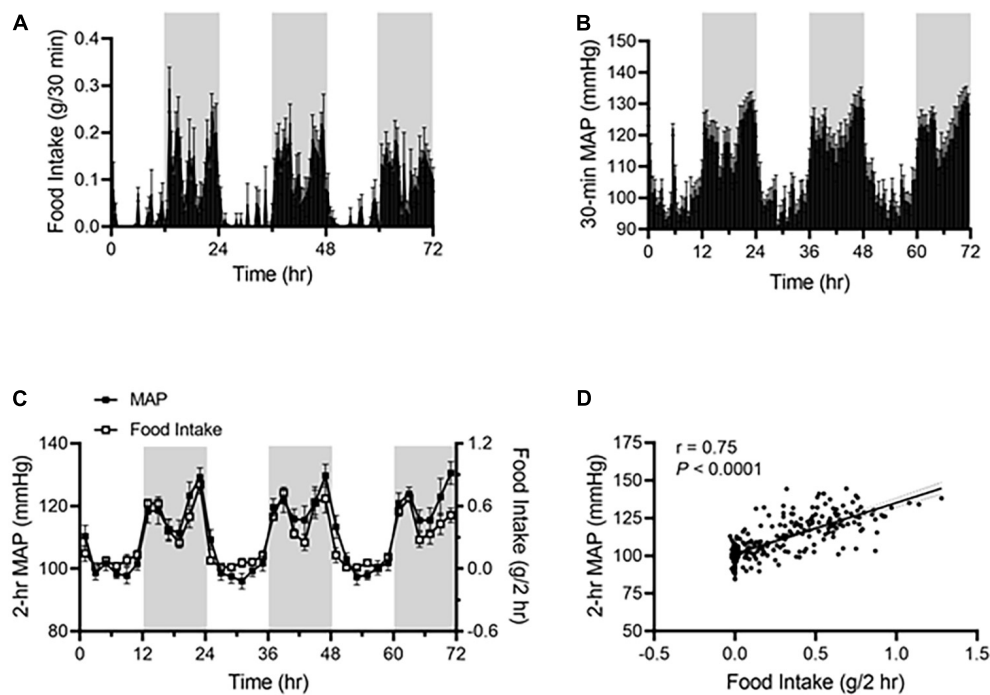 A
Food Intake (g/30 min)
0.4
0.3
0.2
0.1
0.0
0 24 48 72
Time (hr)
B
30-min MAP (mmHg)
150
140
130
120
110
100
90
0 12 24 36 48 60 72
Time (hr)
C
MAP
Food Intake
2-hr MAP (mmHg)
140
120
100
80
1.2
0.6
0.0
-0.6
Food Intake
(g/2 hr)
0 12 24 36 48 60 72
Time (hr)
D
r = 0.75
P < 0.0001
2-hr MAP (mmHg)
175
150
125
100
75
50
-0.5 0.0 0.5 1.0 1.5
Food Intake (g/2 hr)